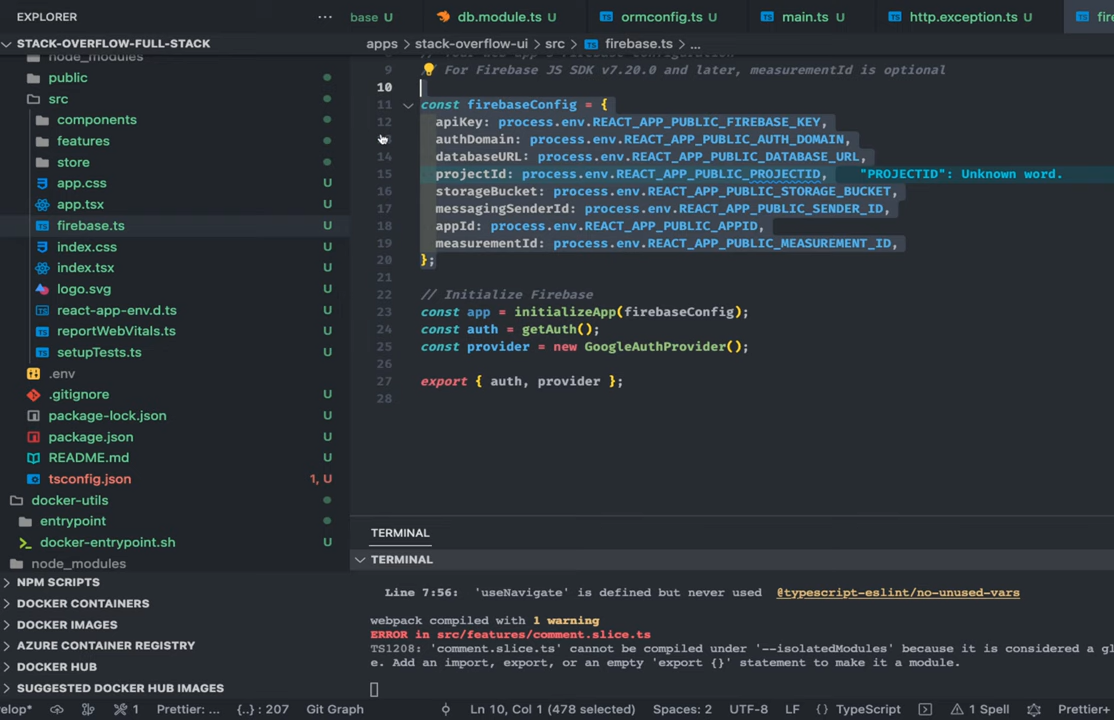 EXPLORER
STACK-OVERFLOW-FULL-STACK
node_modules
public
src
components
features
store
app.css
app.tsx
firebase.ts U
index.css U
index.tsx U
logo.svg U
react-app-env.d.ts U
reportWebVitals.ts U
setupTests.ts U
.env
.gitignore U
package-lock.json U
package.json U
README.md U
tsconfig.json 1, U
docker-utils
entrypoint
docker-entrypoint.sh U
node_modules
NPM SCRIPTS
DOCKER CONTAINERS
DOCKER IMAGES
AZURE CONTAINER REGISTRY
DOCKER HUB
SUGGESTED DOCKER HUB IMAGES
base U db.module.ts U ormconfig.ts U main.ts U http.exception.ts U
apps > stack-overflow-ui > src > firebase.ts > ...
9 // For Firebase JS SDK v7.20.0 and later, measurementId is optional
10
11 const firebaseConfig = {
12 apiKey: process.env.REACT_APP_PUBLIC_FIREBASE_KEY,
authDomain: process.env.REACT_APP_PUBLIC_AUTH_DOMAIN,
14 databaseURL: process.env.REACT_APP_PUBLIC_DATABASE_URL,
15 projectId: process.env.REACT_APP_PUBLIC_PROJECTID, "PROJECTID": Unknown word.
16 storageBucket: process.env.REACT_APP_PUBLIC_STORAGE_BUCKET,
17 messagingSenderId: process.env.REACT_APP_PUBLIC_SENDER_ID,
18 appId: process.env.REACT_APP_PUBLIC_APPID,
19 measurementId: process.env.REACT_APP_PUBLIC_MEASUREMENT_ID,
20 };
21
22 // Initialize Firebase
23 const app = initializeApp(firebaseConfig);
24 const auth = getAuth();
25 const provider = new GoogleAuthProvider();
26
27 export { auth, provider };
28
TERMINAL
TERMINAL
Line 7:56: 'useNavigate' is defined but never used @typescript-eslint/no-unused-vars
webpack compiled with 1 warning
ERROR in src/features/comment.slice.ts
TS1208: 'comment.slice.ts' cannot be compiled under '--isolatedModules' because it is considered a gl
e. Add an import, export, or an empty 'export {}' statement to make it a module.
elop* 1 Prettier: ... {..} : 207 Git Graph Ln 10, Col 1 (478 selected) Spaces: 2 UTF-8 LF {} TypeScript 1 Spell Prettier+